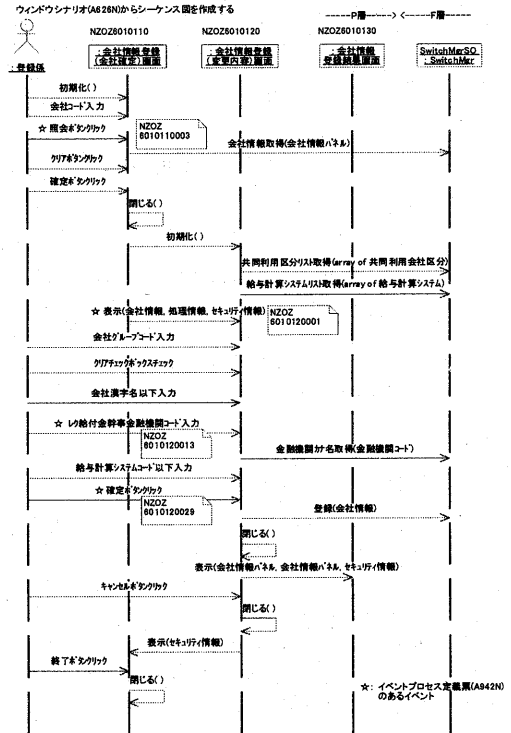 ウィンドウシナリオ(A626N)からシーケンス図を作成する
------P層------> <-----F層------
NZOZ6010110
NZOZ6010120
NZOZ6010130
: 登録係
: 会社情報登録
(会社確定)画面
: 会社情報登録
(変更内容)画面
: 会社情報
登録結果画面
SwitchMgrSO
: SwitchMgr
初期化( )
会社コード入力
☆ 照会ボタンクリック
NZOZ
6010110003
会社情報取得(会社情報パネル)
クリアボタンクリック
確定ボタンクリック
閉じる( )
初期化( )
共同利用区分リスト取得(array of 共同利用会社区分)
給与計算システムリスト取得(array of 給与計算システム)
☆ 表示(会社情報, 処理情報, セキュリティ情報)
NZOZ
6010120001
会社グループコード入力
クリアチェックボックスチェック
会社漢字名以下入力
☆ レク給付金幹事金融機関コード入力
NZOZ
6010120013
金融機関カナ名取得(金融機関コード)
給与計算システムコード以下入力
☆ 確定ボタンクリック
NZOZ
6010120029
登録(会社情報)
閉じる( )
表示(会社情報パネル, 会社情報パネル, セキュリティ情報)
キャンセルボタンクリック
閉じる( )
表示(セキュリティ情報)
終了ボタンクリック
閉じる( )
☆: イベントプロセス定義票(A942N)
のあるイベント